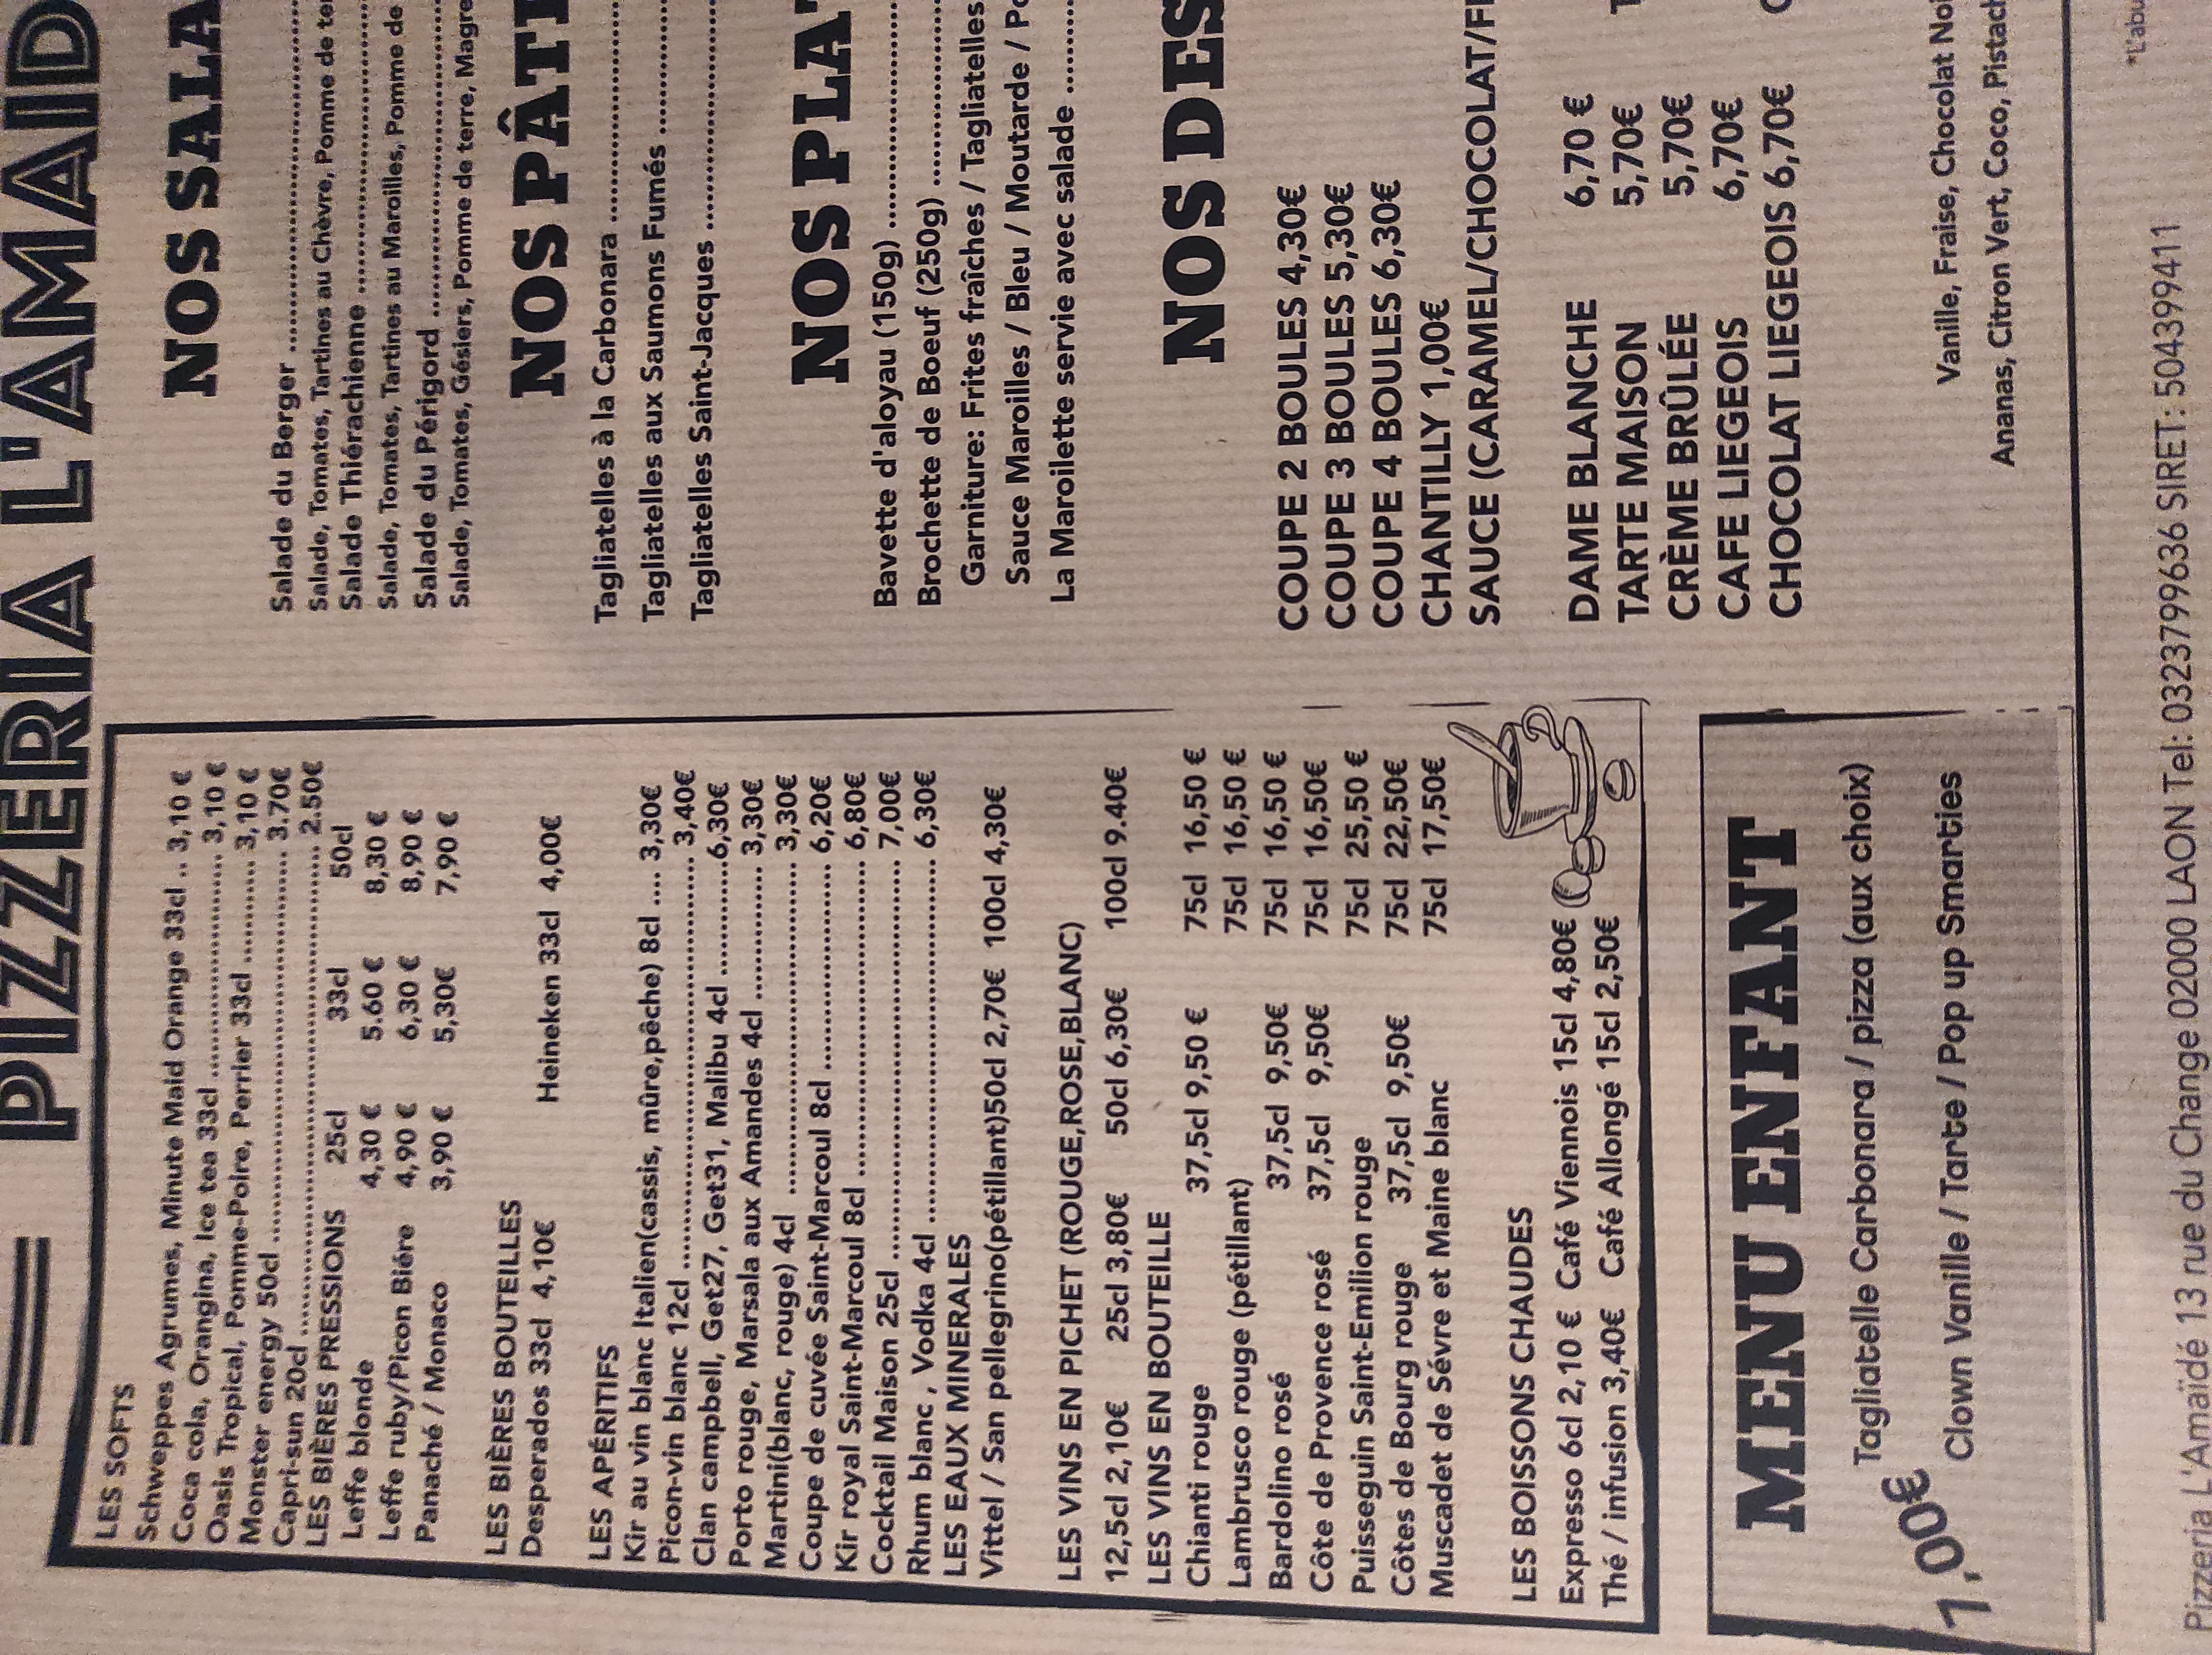 PIZZERIA L'AMAID
LES SOFTS
Schweppes Agrumes, Minute Maid Orange 33cl .. 3,10 €
Coca cola, Orangina, Ice tea 33cl ........................ 3,10 €
Oasis Tropical, Pomme-Poire, Perrier 33cl ........... 3,10 €
Monster energy 50cl ............................................ 3.70€
Capri-sun 20cl ...................................................... 2.50€
LES BIÈRES PRESSIONS 25cl 33cl 50cl
Leffe blonde 4,30 € 5.60 € 8,30 €
Leffe ruby/Picon Biére 4,90 € 6,30 € 8,90 €
Panaché / Monaco 3,90 € 5,30€ 7,90 €
LES BIÈRES BOUTEILLES
Desperados 33cl 4,10€ Heineken 33cl 4,00€
LES APÉRITIFS
Kir au vin blanc Italien(cassis, mûre,pêche) 8cl .... 3,30€
Picon-vin blanc 12cl ............................................. 3,40€
Clan campbell, Get27, Get31, Malibu 4cl ............6,30€
Porto rouge, Marsala aux Amandes 4cl .............. 3,30€
Martini(blanc, rouge) 4cl .................................... 3,30€
Coupe de cuvée Saint-Marcoul 8cl ..................... 6,20€
Kir royal Saint-Marcoul 8cl ................................. 6,80€
Cocktail Maison 25cl .......................................... 7,00€
Rhum blanc , Vodka 4cl ...................................... 6,30€
LES EAUX MINERALES
Vittel / San pellegrino(pétillant)50cl 2,70€ 100cl 4,30€
LES VINS EN PICHET (ROUGE,ROSE,BLANC)
12,5cl 2,10€ 25cl 3,80€ 50cl 6,30€ 100cl 9.40€
LES VINS EN BOUTEILLE
Chianti rouge 37,5cl 9,50 € 75cl 16,50 €
Lambrusco rouge (pétillant) 75cl 16,50 €
Bardolino rosé 37,5cl 9,50€ 75cl 16,50 €
Côte de Provence rosé 37,5cl 9,50€ 75cl 16,50€
Puisseguin Saint-Emilion rouge 75cl 25,50 €
Côtes de Bourg rouge 37,5cl 9,50€ 75cl 22,50€
Muscadet de Sévre et Maine blanc 75cl 17,50€
LES BOISSONS CHAUDES
Expresso 6cl 2,10 € Café Viennois 15cl 4,80€
Thé / infusion 3,40€ Café Allongé 15cl 2,50€
MENU ENFANT
Tagliatelle Carbonara / pizza (aux choix)
Clown Vanille / Tarte / Pop up Smarties
NOS SALA
Salade du Berger ........................................
Salade, Tomates, Tartines au Chèvre, Pomme de ter
Salade Thiérachienne ..................................
Salade, Tomates, Tartines au Maroilles, Pomme de
Salade du Périgord .....................................
Salade, Tomates, Gésiers, Pomme de terre, Magre
NOS PÂTE
Tagliatelles à la Carbonara ..........................
Tagliatelles aux Saumons Fumés ................
Tagliatelles Saint-Jacques ..........................
NOS PLA
Bavette d'aloyau (150g) ............................
Brochette de Boeuf (250g) .......................
Garniture: Frites fraîches / Tagliatelles
Sauce Maroilles / Bleu / Moutarde / Po
La Maroilette servie avec salade ..........
NOS DES
COUPE 2 BOULES 4,30€
COUPE 3 BOULES 5,30€
COUPE 4 BOULES 6,30€
CHANTILLY 1,00€
SAUCE (CARAMEL/CHOCOLAT/F
DAME BLANCHE 6,70 €
TARTE MAISON 5,70€ T
CRÈME BRÛLÉE 5,70€
CAFE LIEGEOIS 6,70€
CHOCOLAT LIEGEOIS 6,70€
Vanille, Fraise, Chocolat Noi
Ananas, Citron Vert, Coco, Pistach
*L'abu
Pizzeria L'Amaïdé 13 rue du Change 02000 LAON Tel: 0323799636 SIRET: 504399411